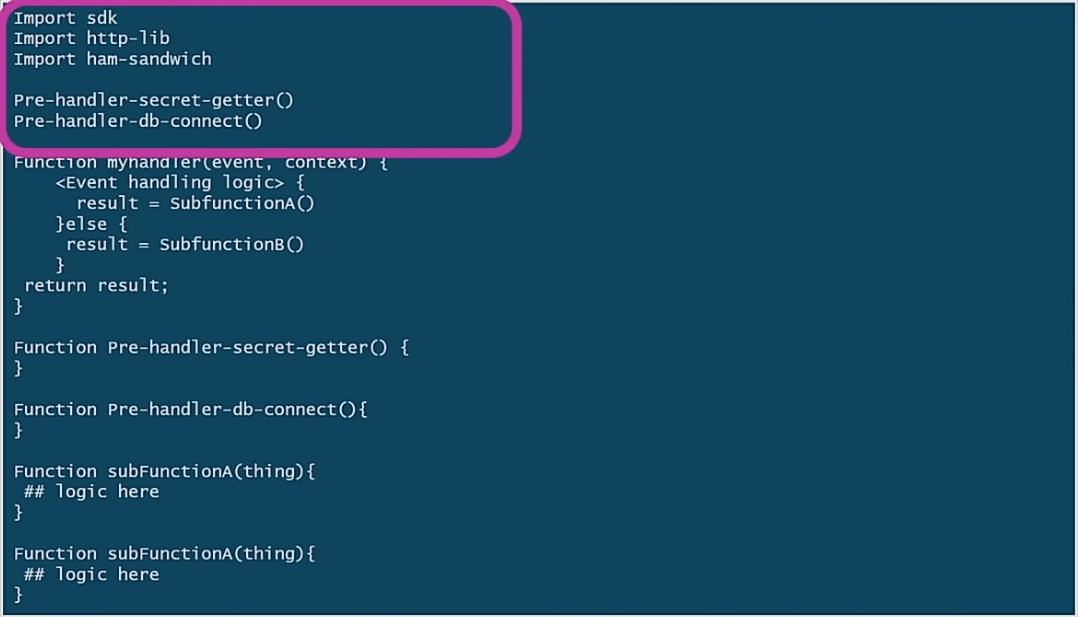 Import sdk
Import http-lib
Import ham-sandwich
Pre-handler-secret-getter()
Pre-handler-db-connect()
Function myhandler(event, context) {
<Event handling logic> {
result = SubfunctionA()
}else {
result = SubfunctionB()
}
return result;
}
Function Pre-handler-secret-getter() {
}
Function Pre-handler-db-connect(){
}
Function subFunctionA(thing){
## logic here
}
Function subFunctionA(thing){
## logic here
}